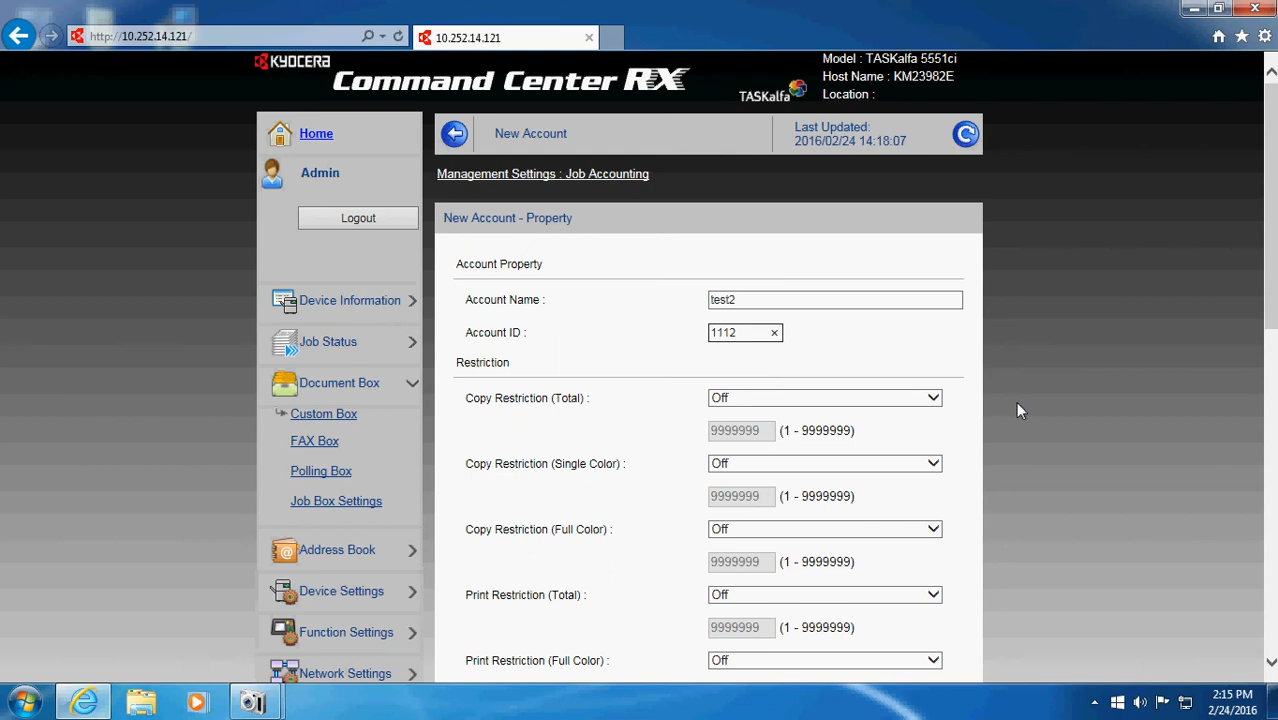 http://10.252.14.121/
10.252.14.121
KYOCERA
Command Center RX
TASKalfa
Model : TASKalfa 5551ci
Host Name : KM23982E
Location :
Home
Admin
Logout
Device Information
Job Status
Document Box
Custom Box
FAX Box
Polling Box
Job Box Settings
Address Book
Device Settings
Function Settings
Network Settings
New Account
Last Updated:
2016/02/24 14:18:07
Management Settings : Job Accounting
New Account - Property
Account Property
Account Name : test2
Account ID : 1112 ×
Restriction
Copy Restriction (Total) : Off
9999999 (1 - 9999999)
Copy Restriction (Single Color) : Off
9999999 (1 - 9999999)
Copy Restriction (Full Color) : Off
9999999 (1 - 9999999)
Print Restriction (Total) : Off
9999999 (1 - 9999999)
Print Restriction (Full Color) : Off
2:15 PM
2/24/2016